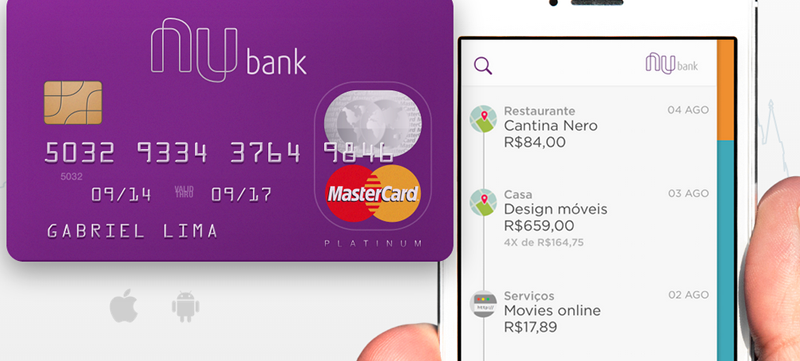 nu bank
5032 9334 3764 9846
5032
09/14 VALID THRU 09/17
GABRIEL LIMA
MasterCard
PLATINUM
nu bank
Restaurante 04 AGO
Cantina Nero
R$84,00
Casa 03 AGO
Design móveis
R$659,00
4X de R$164,75
Serviços 02 AGO
Movies online
R$17,89